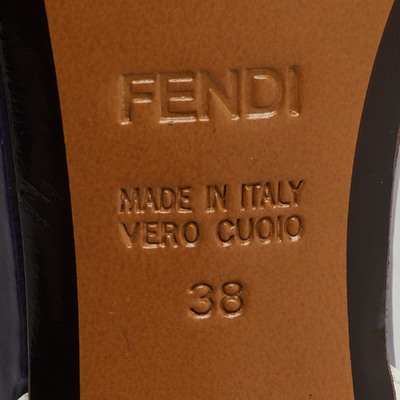 FENDI
MADE IN ITALY
VERO CUOIO
38